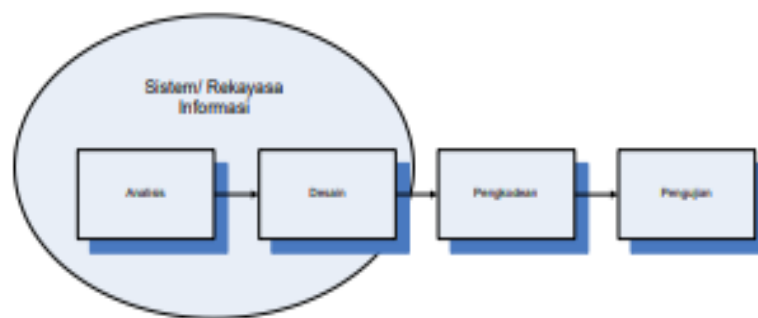 Sistem/ Rekayasa
Informasi
Analisis
Desain
Pengkodean
Pengujian